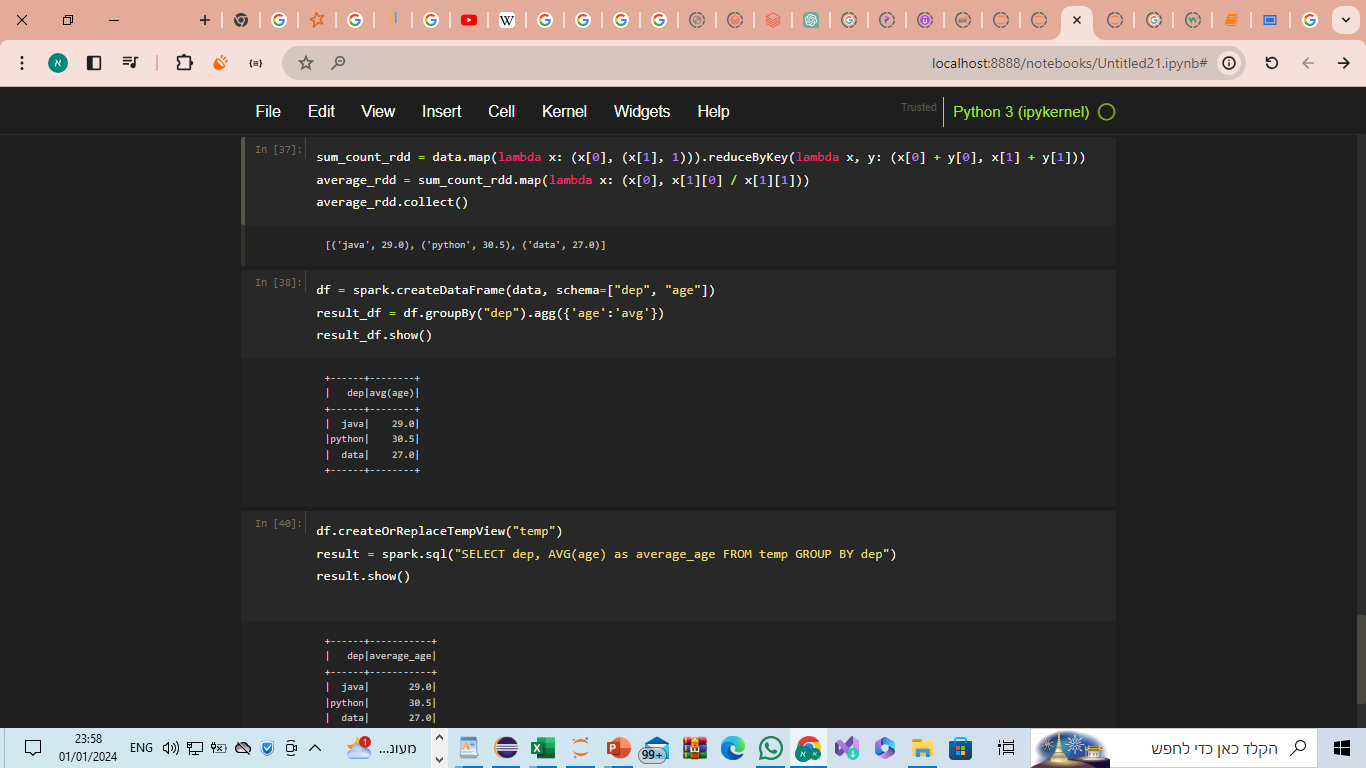 localhost:8888/notebooks/Untitled21.ipynb#
File Edit View Insert Cell Kernel Widgets Help
Trusted
Python 3 (ipykernel)
In [37]:
sum_count_rdd = data.map(lambda x: (x[0], (x[1], 1))).reduceByKey(lambda x, y: (x[0] + y[0], x[1] + y[1]))
average_rdd = sum_count_rdd.map(lambda x: (x[0], x[1][0] / x[1][1]))
average_rdd.collect()
[('java', 29.0), ('python', 30.5), ('data', 27.0)]
In [38]:
df = spark.createDataFrame(data, schema=["dep", "age"])
result_df = df.groupBy("dep").agg({'age':'avg'})
result_df.show()
+------+--------+
|   dep|avg(age)|
+------+--------+
|  java|    29.0|
|python|    30.5|
|  data|    27.0|
+------+--------+
In [40]:
df.createOrReplaceTempView("temp")
result = spark.sql("SELECT dep, AVG(age) as average_age FROM temp GROUP BY dep")
result.show()
+------+-----------+
|   dep|average_age|
+------+-----------+
|  java|       29.0|
|python|       30.5|
|  data|       27.0|
23:58
01/01/2024
ENG
1
מעונ...
99+
הקלד כאן כדי לחפש